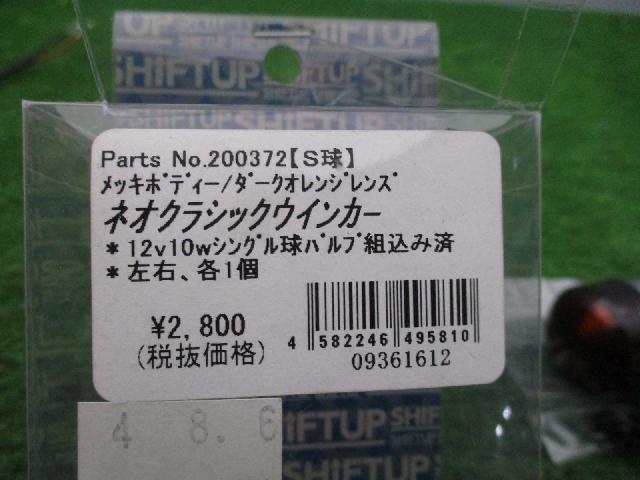 SHIFTUP
SHIFTUP
SHIFTUP
Parts No.200372【S球】
ﾒｯｷﾎﾞﾃﾞｨｰ/ﾀﾞｰｸｵﾚﾝｼﾞﾚﾝｽﾞ
ネオクラシックウインカー
* 12v10wシングル球ﾊﾞﾙﾌﾞ組込み済
* 左右、各1個
¥2,800
(税抜価格)
4 582246 495810
09361612
4 8. 6
SHIFTUP
SHIFTUP
SHIFTUP